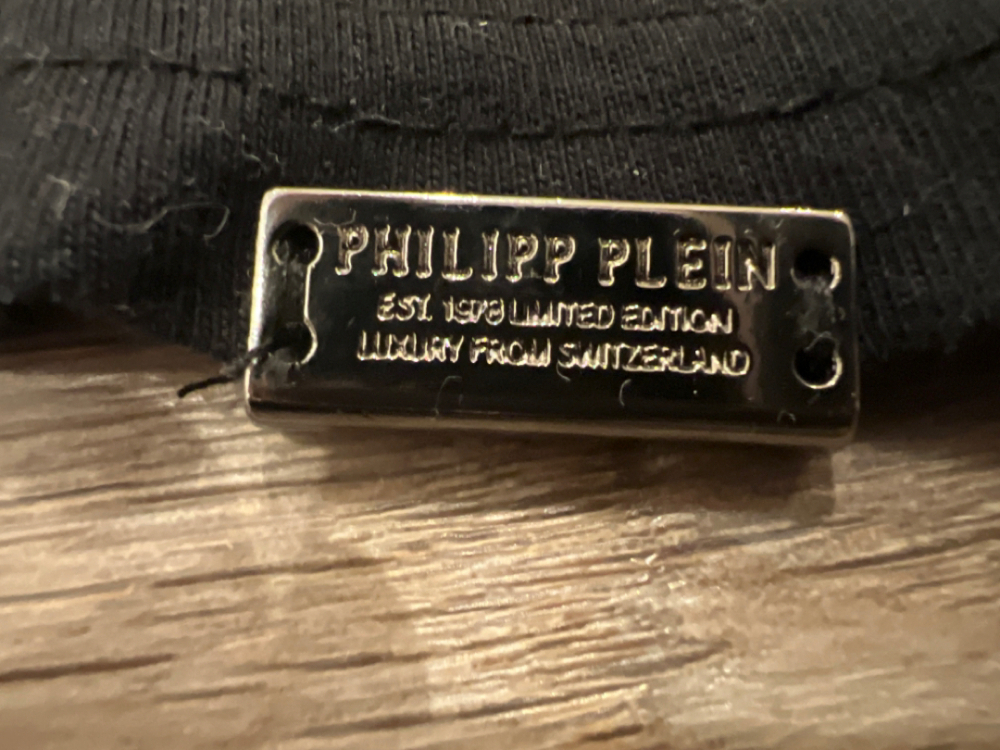 PHILIPP PLEIN
EST. 1978 LIMITED EDITION
LUXURY FROM SWITZERLAND